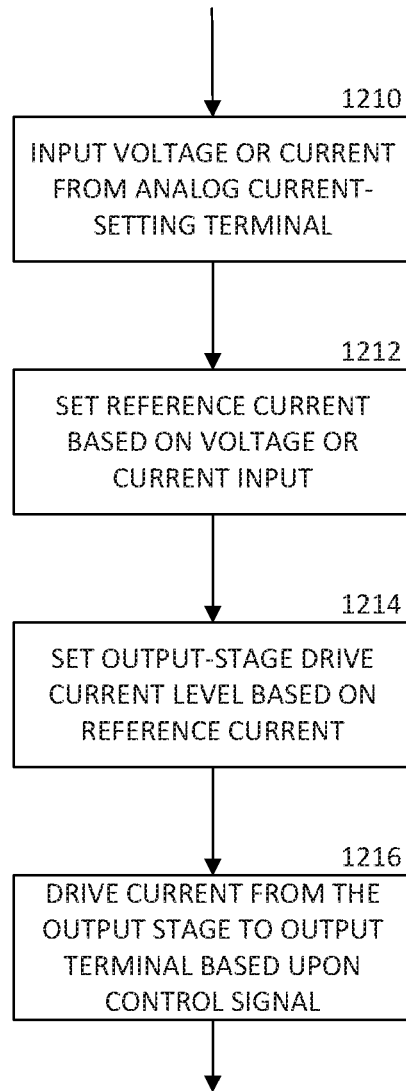 1210
INPUT VOLTAGE OR CURRENT
FROM ANALOG CURRENT-
SETTING TERMINAL
1212
SET REFERENCE CURRENT
BASED ON VOLTAGE OR
CURRENT INPUT
1214
SET OUTPUT-STAGE DRIVE
CURRENT LEVEL BASED ON
REFERENCE CURRENT
1216
DRIVE CURRENT FROM THE
OUTPUT STAGE TO OUTPUT
TERMINAL BASED UPON
CONTROL SIGNAL